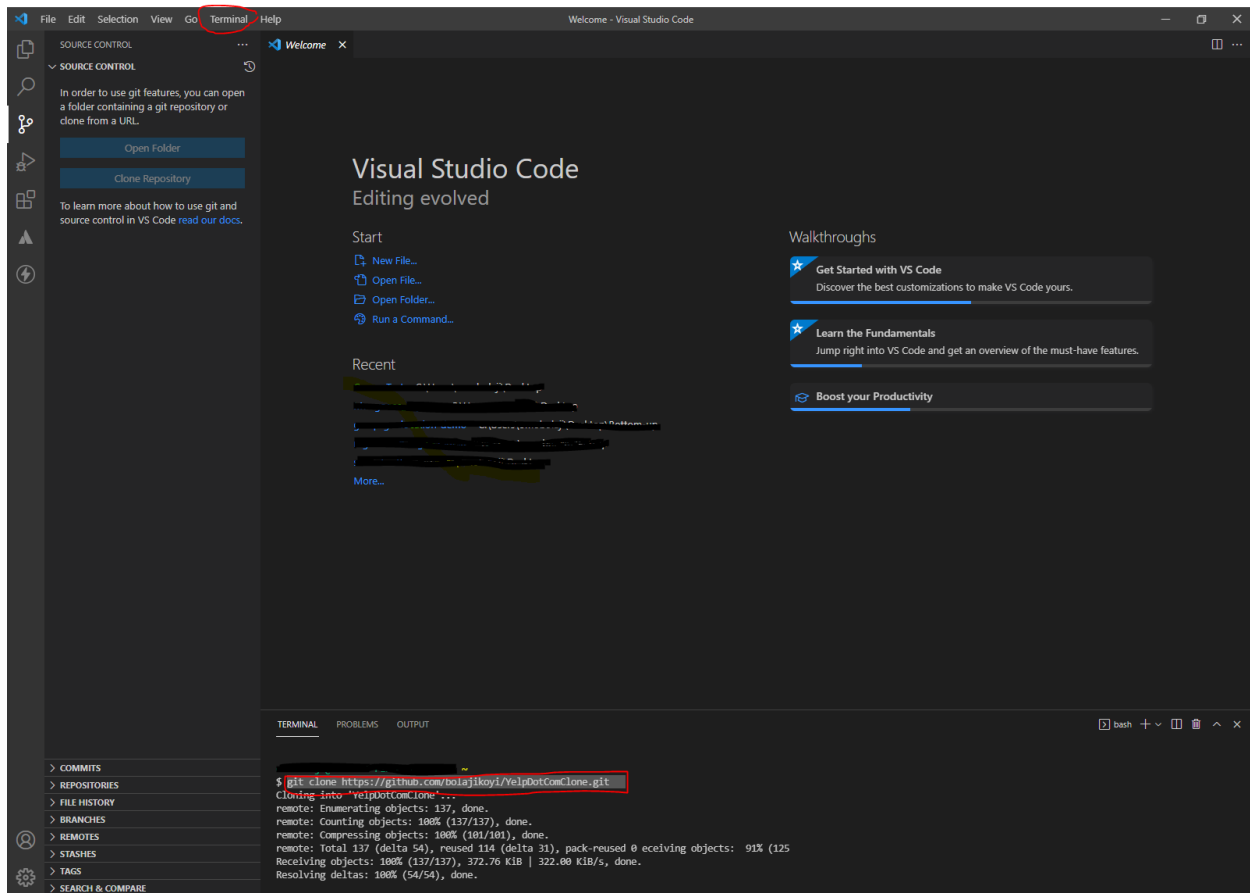 File Edit Selection View Go Terminal Help
Welcome - Visual Studio Code
SOURCE CONTROL
Welcome
SOURCE CONTROL
In order to use git features, you can open
a folder containing a git repository or
clone from a URL.
Open Folder
Clone Repository
To learn more about how to use git and
source control in VS Code read our docs.
Visual Studio Code
Editing evolved
Start
New File...
Open File...
Open Folder...
Run a Command...
Recent
More...
Walkthroughs
Get Started with VS Code
Discover the best customizations to make VS Code yours.
Learn the Fundamentals
Jump right into VS Code and get an overview of the must-have features.
Boost your Productivity
COMMITS
REPOSITORIES
FILE HISTORY
BRANCHES
REMOTES
STASHES
TAGS
SEARCH & COMPARE
TERMINAL PROBLEMS OUTPUT
bash
~
$ git clone https://github.com/bolajikoyi/YelpDotComClone.git
Cloning into 'YelpDotComClone'...
remote: Enumerating objects: 137, done.
remote: Counting objects: 100% (137/137), done.
remote: Compressing objects: 100% (101/101), done.
remote: Total 137 (delta 54), reused 114 (delta 31), pack-reused 0 eceiving objects:  91% (125
Receiving objects: 100% (137/137), 372.76 KiB | 322.00 KiB/s, done.
Resolving deltas: 100% (54/54), done.